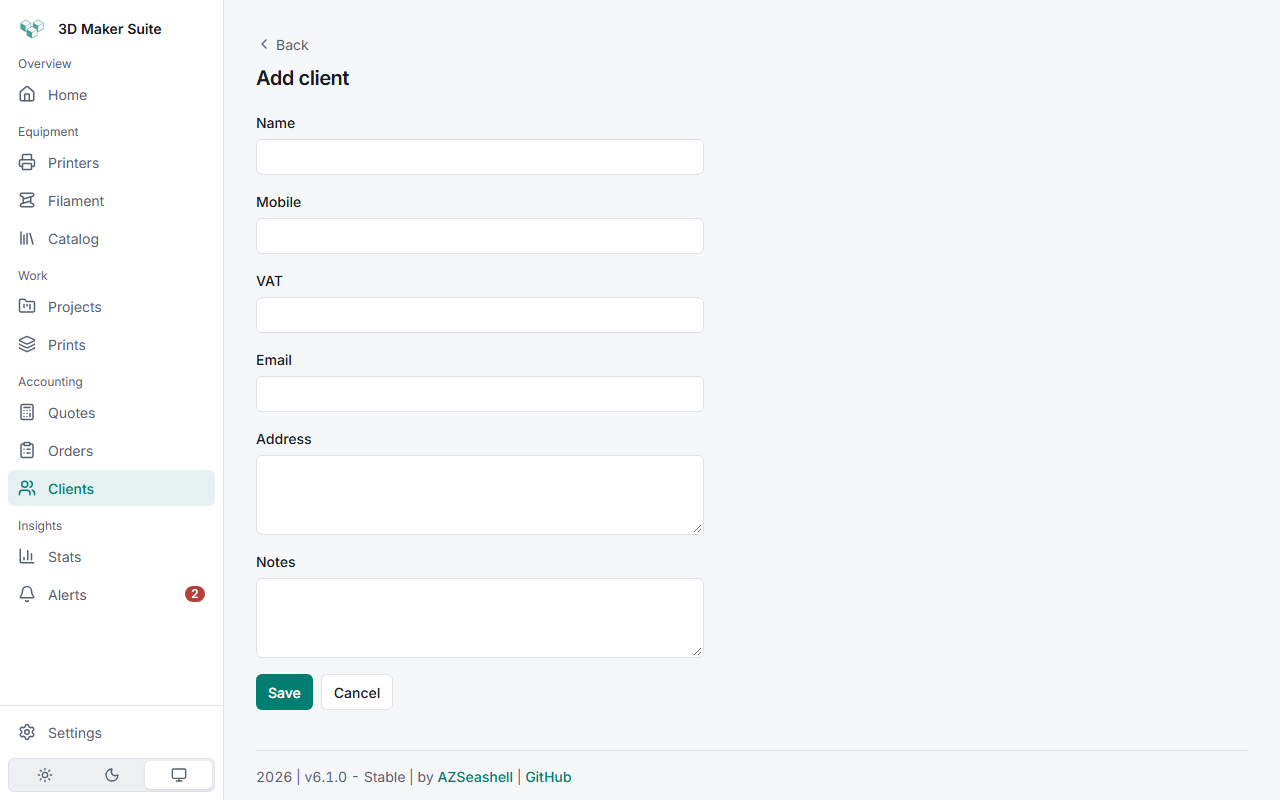 3D Maker Suite
Overview
Home
Equipment
Printers
Filament
Catalog
Work
Projects
Prints
Accounting
Quotes
Orders
Clients
Insights
Stats
Alerts 2
Settings
Back
Add client
Name
Mobile
VAT
Email
Address
Notes
Save Cancel
2026 | v6.1.0 - Stable | by AZSeashell | GitHub